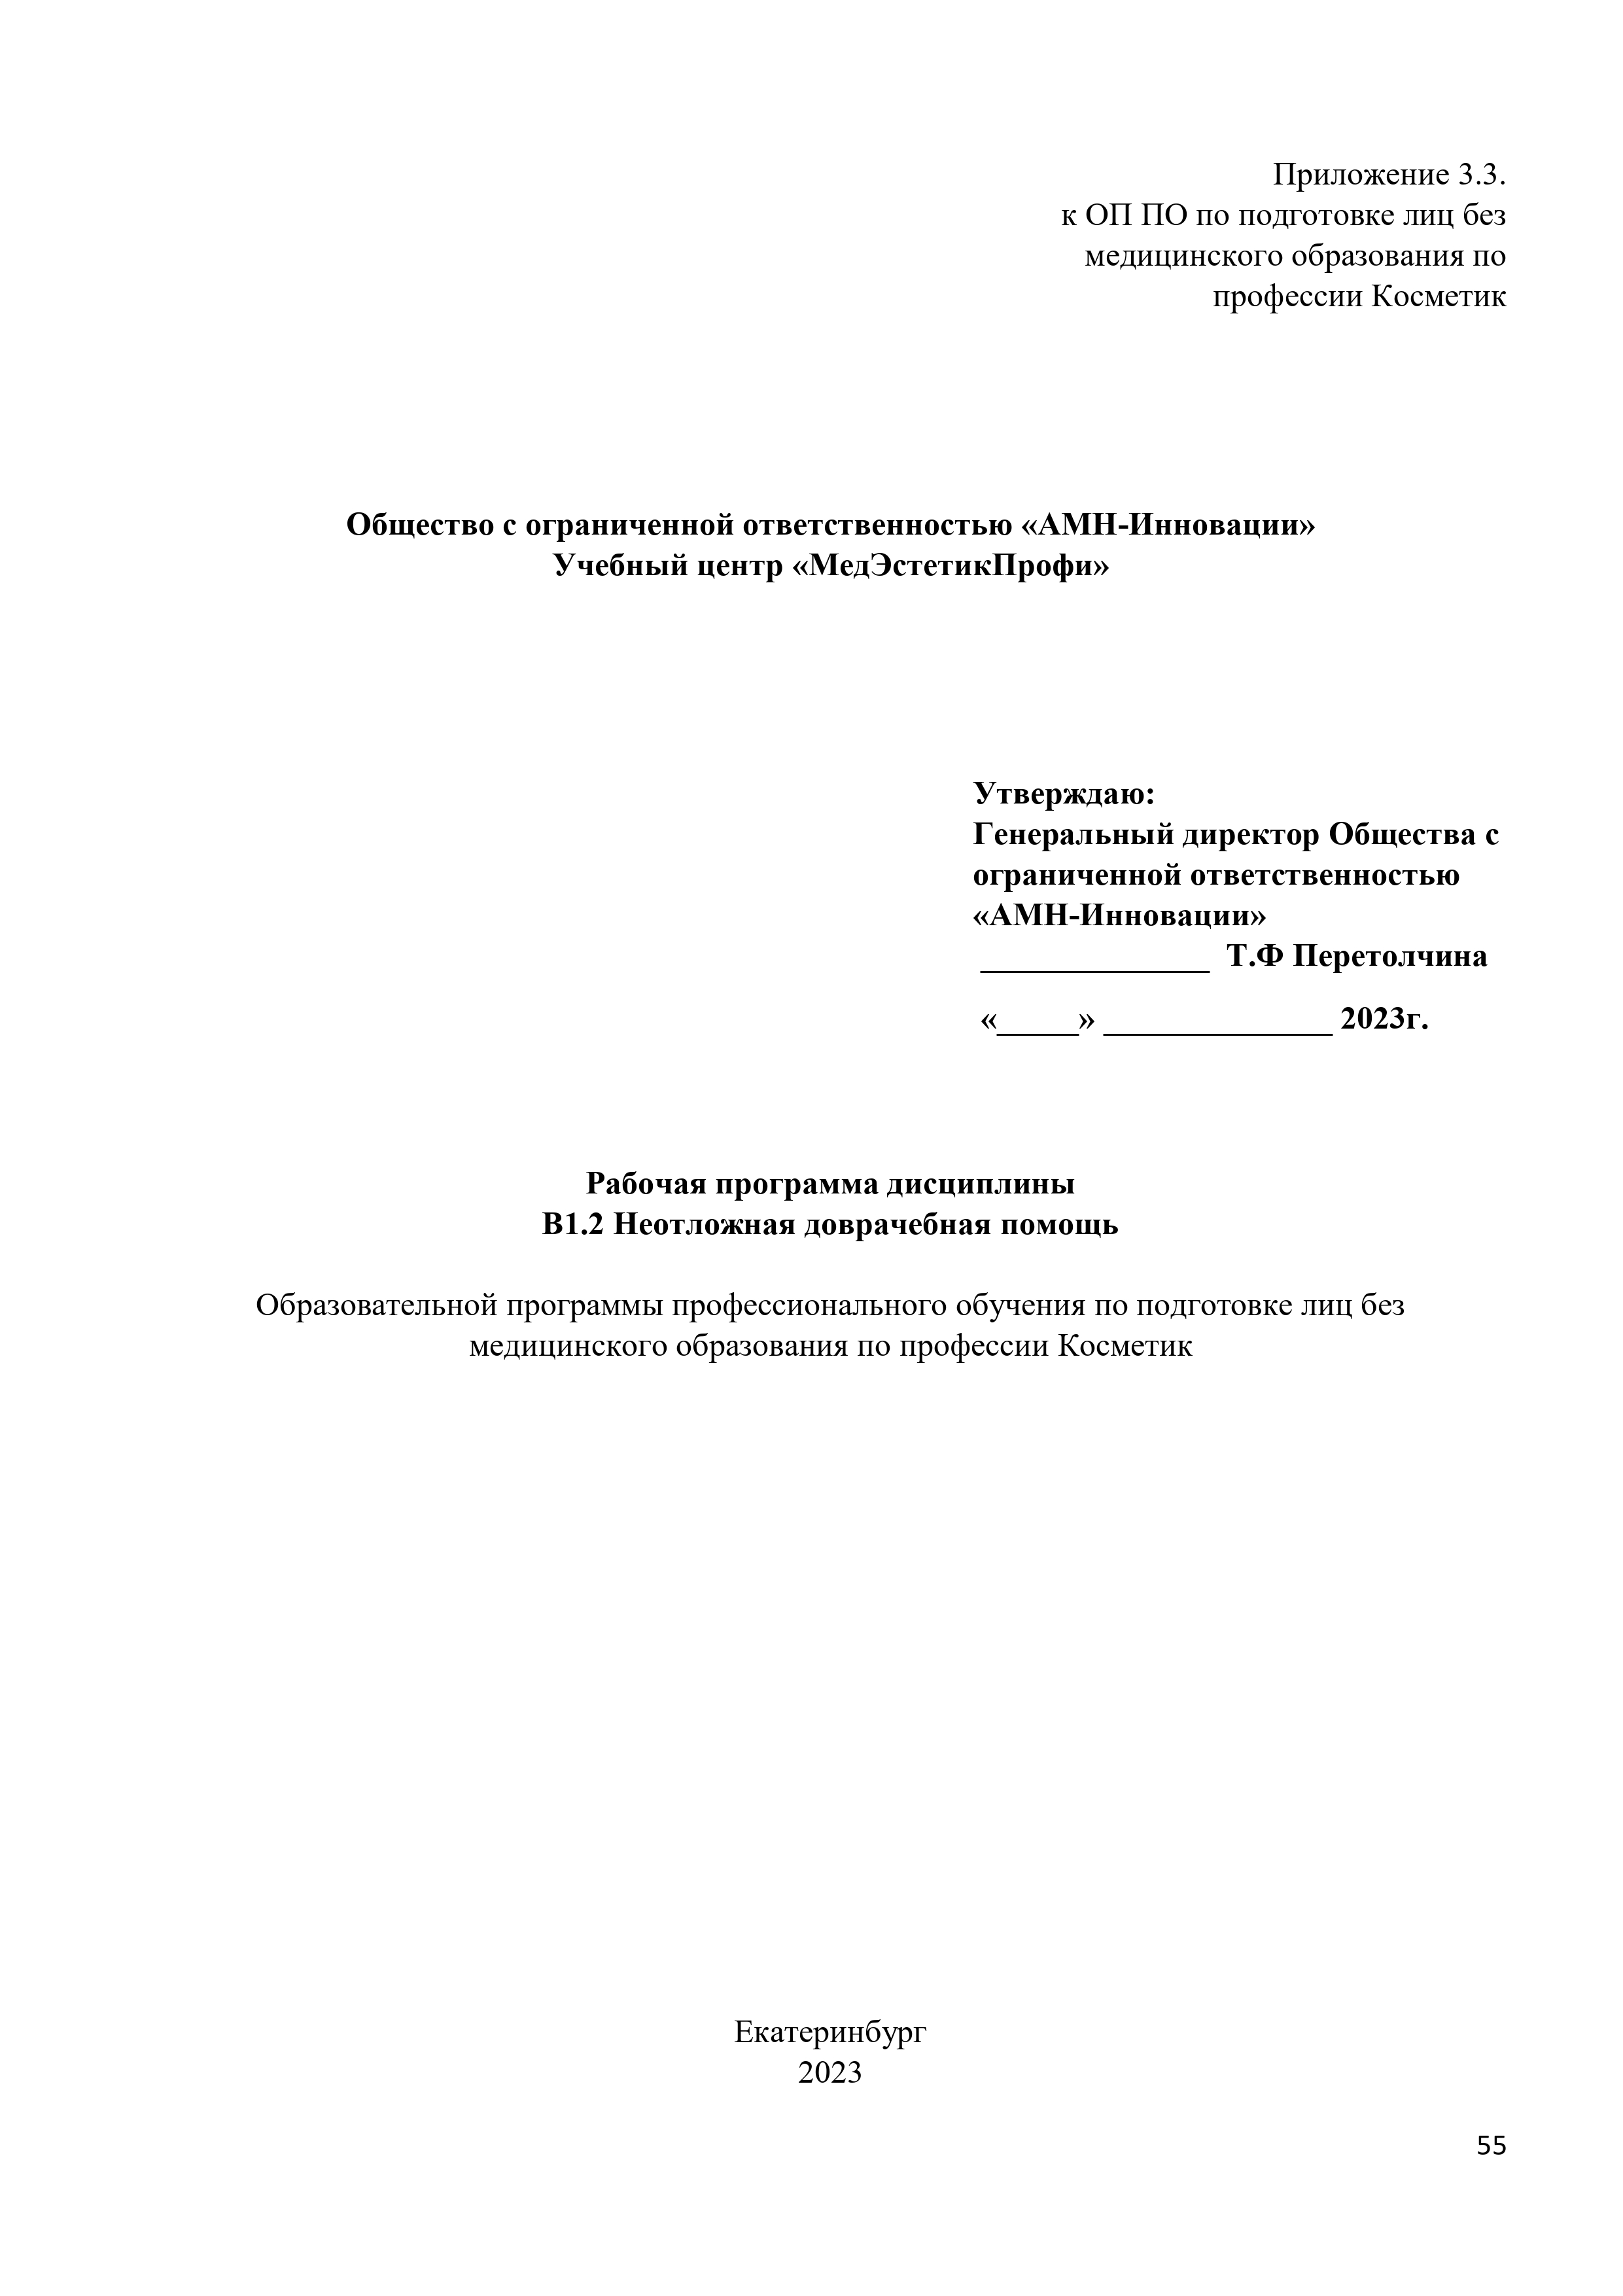 Приложение 3.3.
к ОП ПО по подготовке лиц без
медицинского образования по
профессии Косметик
Общество с ограниченной ответственностью «АМН-Инновации»
Учебный центр «МедЭстетикПрофи»
Утверждаю:
Генеральный директор Общества с
ограниченной ответственностью
«АМН-Инновации»
______________ Т.Ф Перетолчина
«_____» ______________ 2023г.
Рабочая программа дисциплины
В1.2 Неотложная доврачебная помощь
Образовательной программы профессионального обучения по подготовке лиц без
медицинского образования по профессии Косметик
Екатеринбург
2023
55